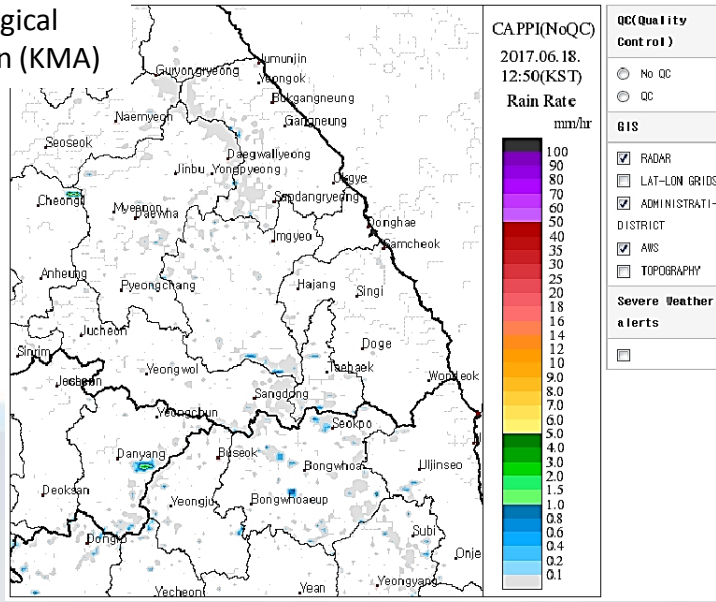 gical
n (KMA)
Jumunjin
Guryongryeong
Yeongok
Bukgangneung
Naemyeon
Gangneung
Seoseok
Daegwallyeong
Jinbu Yongpyeong
Okgye
Cheongil
Sapdangryeong
Myeonon
Daewha
Donghae
Imgyeo
Samcheok
Anheung
Pyeongchang
Hajang
Singi
Jucheon
Doge
Sinrim
Yeongwol
Taebaek
Jecheon
Wondeok
Sangdong
Yeongchun
Seokpo
Danyang
Buseok
Bongwhoa
Uljinseo
Deoksan
Yeongju
Bongwhoaeup
Subi
Dongro
Onje
Yecheon
Yean
Yeongyang
CAPPI(NoQC)
2017.06.18.
12:50(KST)
Rain Rate
mm/hr
100
90
80
70
60
50
40
35
30
25
20
18
16
14
12
10
9.0
8.0
7.0
6.0
5.0
4.0
3.0
2.0
1.5
1.0
0.8
0.6
0.4
0.2
0.1
QC(Quality
Control)
No QC
QC
GIS
RADAR
LAT-LON GRIDS
ADMINISTRATI-
DISTRICT
AWS
TOPOGRAPHY
Severe Weather
alerts